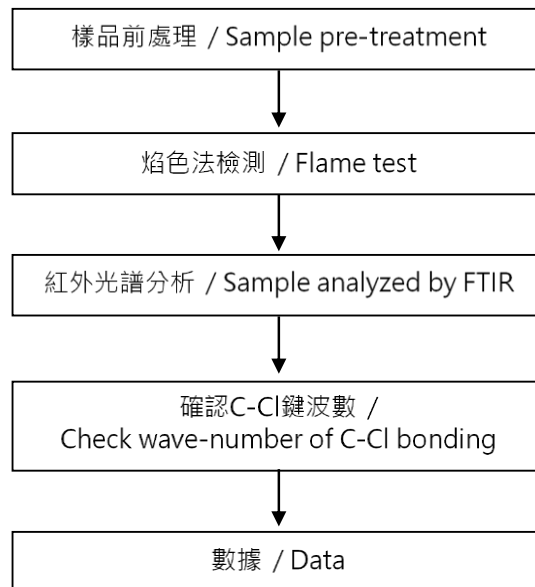 樣品前處理 / Sample pre-treatment
焰色法檢測 / Flame test
紅外光譜分析 / Sample analyzed by FTIR
確認C-Cl鍵波數 /
Check wave-number of C-Cl bonding
數據 / Data